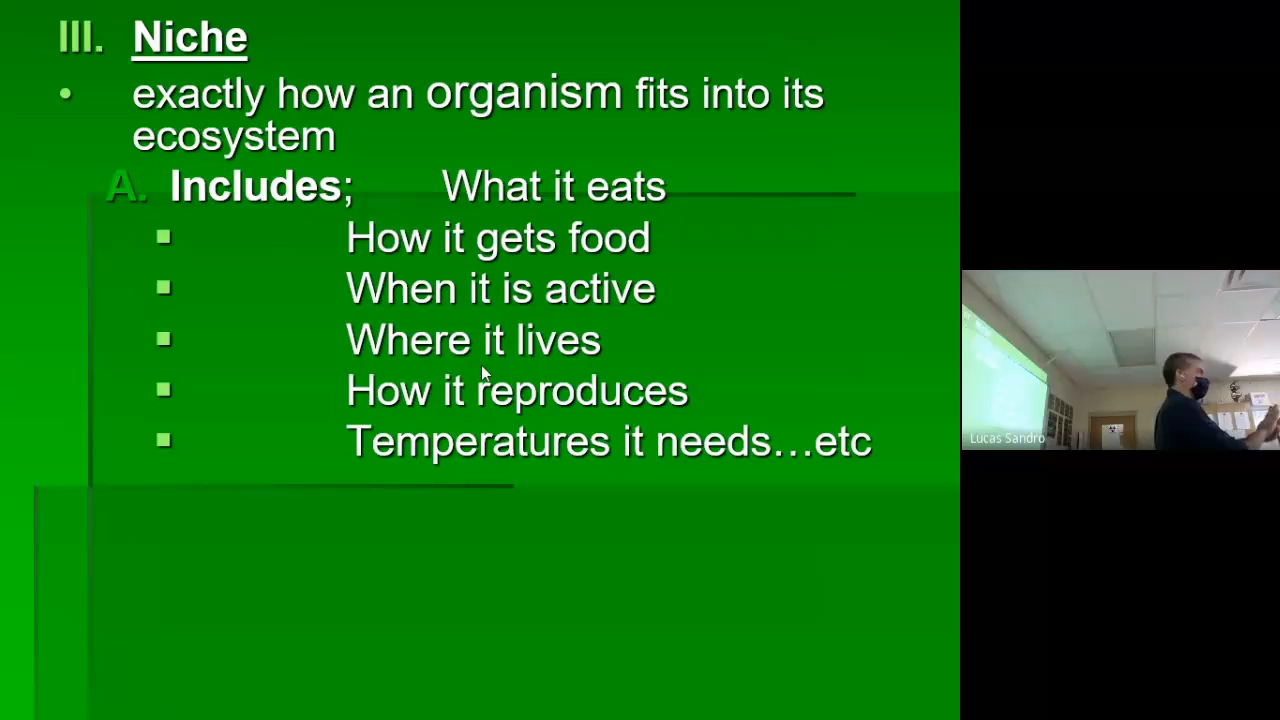 III. Niche
• exactly how an organism fits into its
ecosystem
A. Includes; What it eats
▪ How it gets food
▪ When it is active
▪ Where it lives
▪ How it reproduces
▪ Temperatures it needs…etc
Lucas Sandro